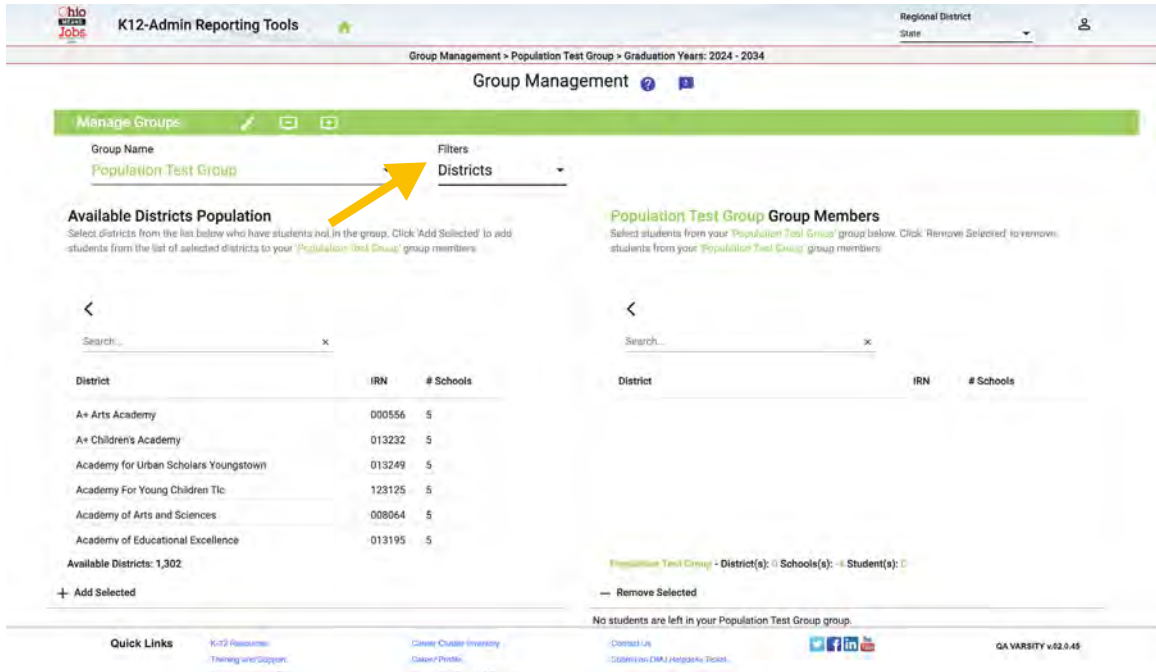 Ohio
MEANS
Jobs
K12-Admin Reporting Tools
Regional District
State
Group Management > Population Test Group > Graduation Years: 2024 - 2034
Group Management
Manage Groups
Group Name
Population Test Group
Filters
Districts
Available Districts Population
Select districts from the list below who have students not in the group. Click 'Add Selected' to add
students from the list of selected districts to your 'Population Test Group' group members.
Population Test Group Group Members
Select students from your 'Population Test Group' group below. Click 'Remove Selected' to remove
students from your 'Population Test Group' group members.
Search...
Search...
District IRN # Schools
A+ Arts Academy 000556 5
A+ Children's Academy 013232 5
Academy for Urban Scholars Youngstown 013249 5
Academy For Young Children Tlc 123125 5
Academy of Arts and Sciences 008064 5
Academy of Educational Excellence 013195 5
Available Districts: 1,302
+ Add Selected
District IRN # Schools
Population Test Group - District(s): 0 Schools(s): Student(s): 0
— Remove Selected
No students are left in your Population Test Group group.
Quick Links
K-12 Resources
Training and Support
Career Cluster Inventory
Career Profile
Contact Us
Submit an OMJ Helpdesk Ticket
QA VARSITY v.02.0.45